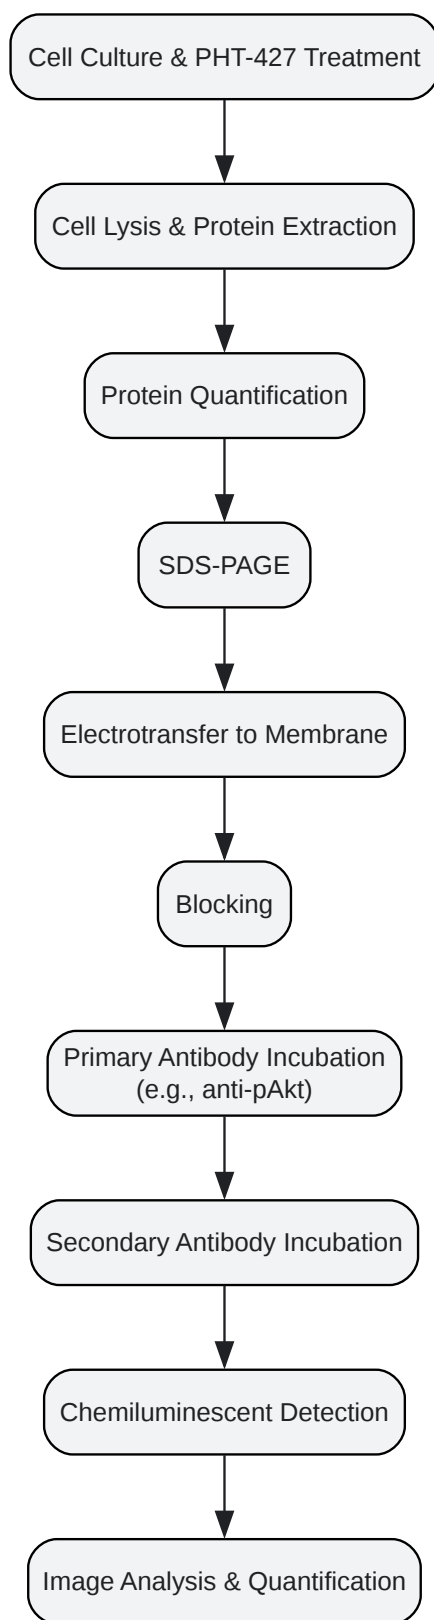 Cell Culture & PHT-427 Treatment
Cell Lysis & Protein Extraction
Protein Quantification
SDS-PAGE
Electrotransfer to Membrane
Blocking
Primary Antibody Incubation
(e.g., anti-pAkt)
Secondary Antibody Incubation
Chemiluminescent Detection
Image Analysis & Quantification